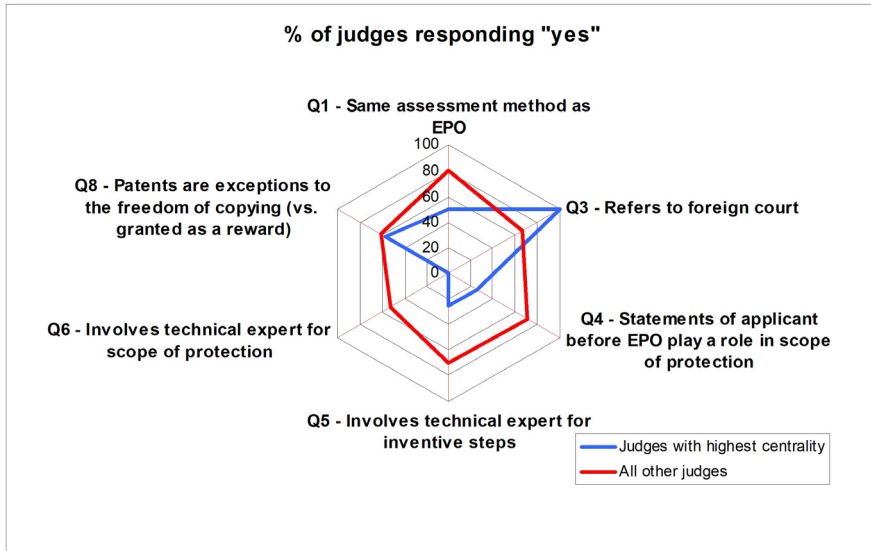 % of judges responding "yes"
Q1 - Same assessment method as
EPO
100
80
60
40
20
0
Q3 - Refers to foreign court
Q4 - Statements of applicant
before EPO play a role in scope
of protection
Q5 - Involves technical expert for
inventive steps
Q6 - Involves technical expert for
scope of protection
Q8 - Patents are exceptions to
the freedom of copying (vs.
granted as a reward)
Judges with highest centrality
All other judges